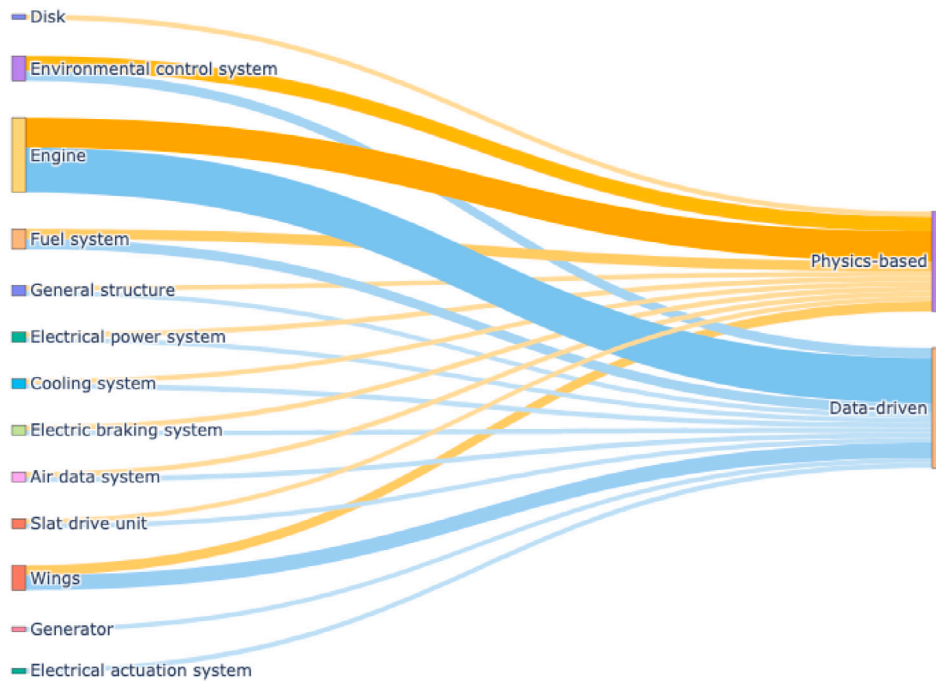 Disk
Environmental control system
Engine
Fuel system
General structure
Electrical power system
Cooling system
Electric braking system
Air data system
Slat drive unit
Wings
Generator
Electrical actuation system
Physics-based
Data-driven